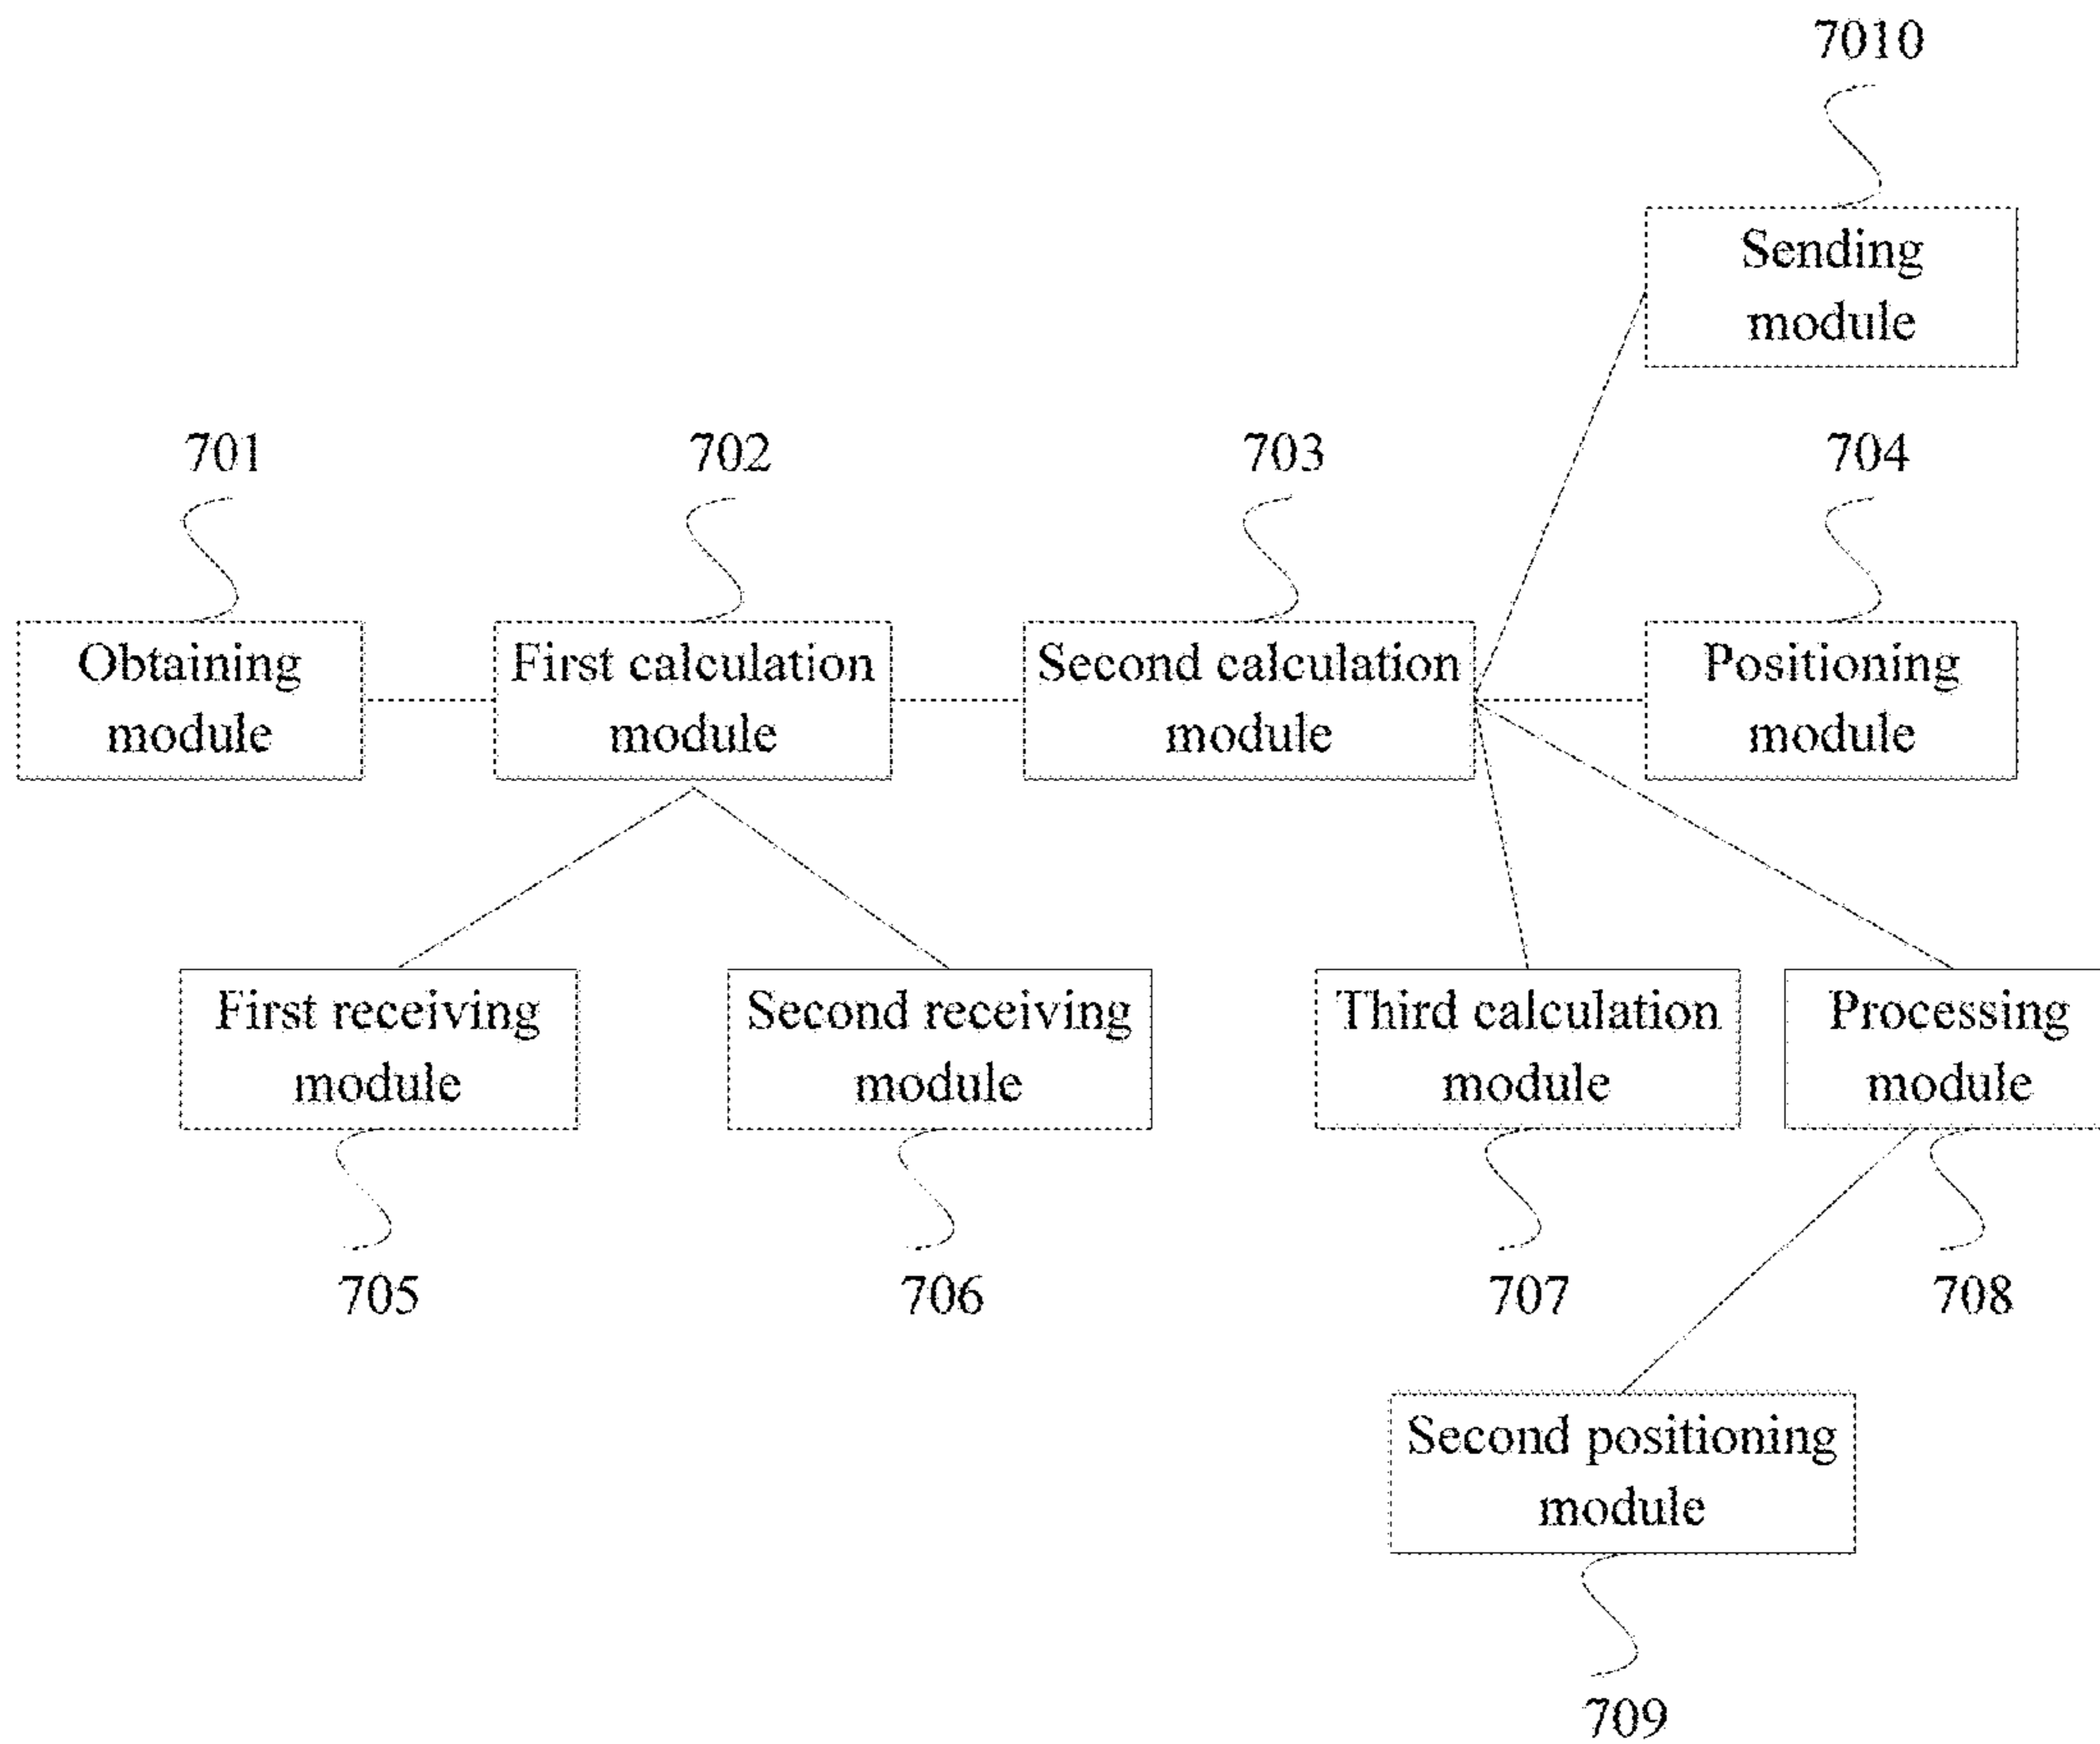 7010
Sending
module
701
702
703
704
Obtaining
module
First calculation
module
Second calculation
module
Positioning
module
First receiving
module
Second receiving
module
Third calculation
module
Processing
module
705
706
707
708
Second positioning
module
709